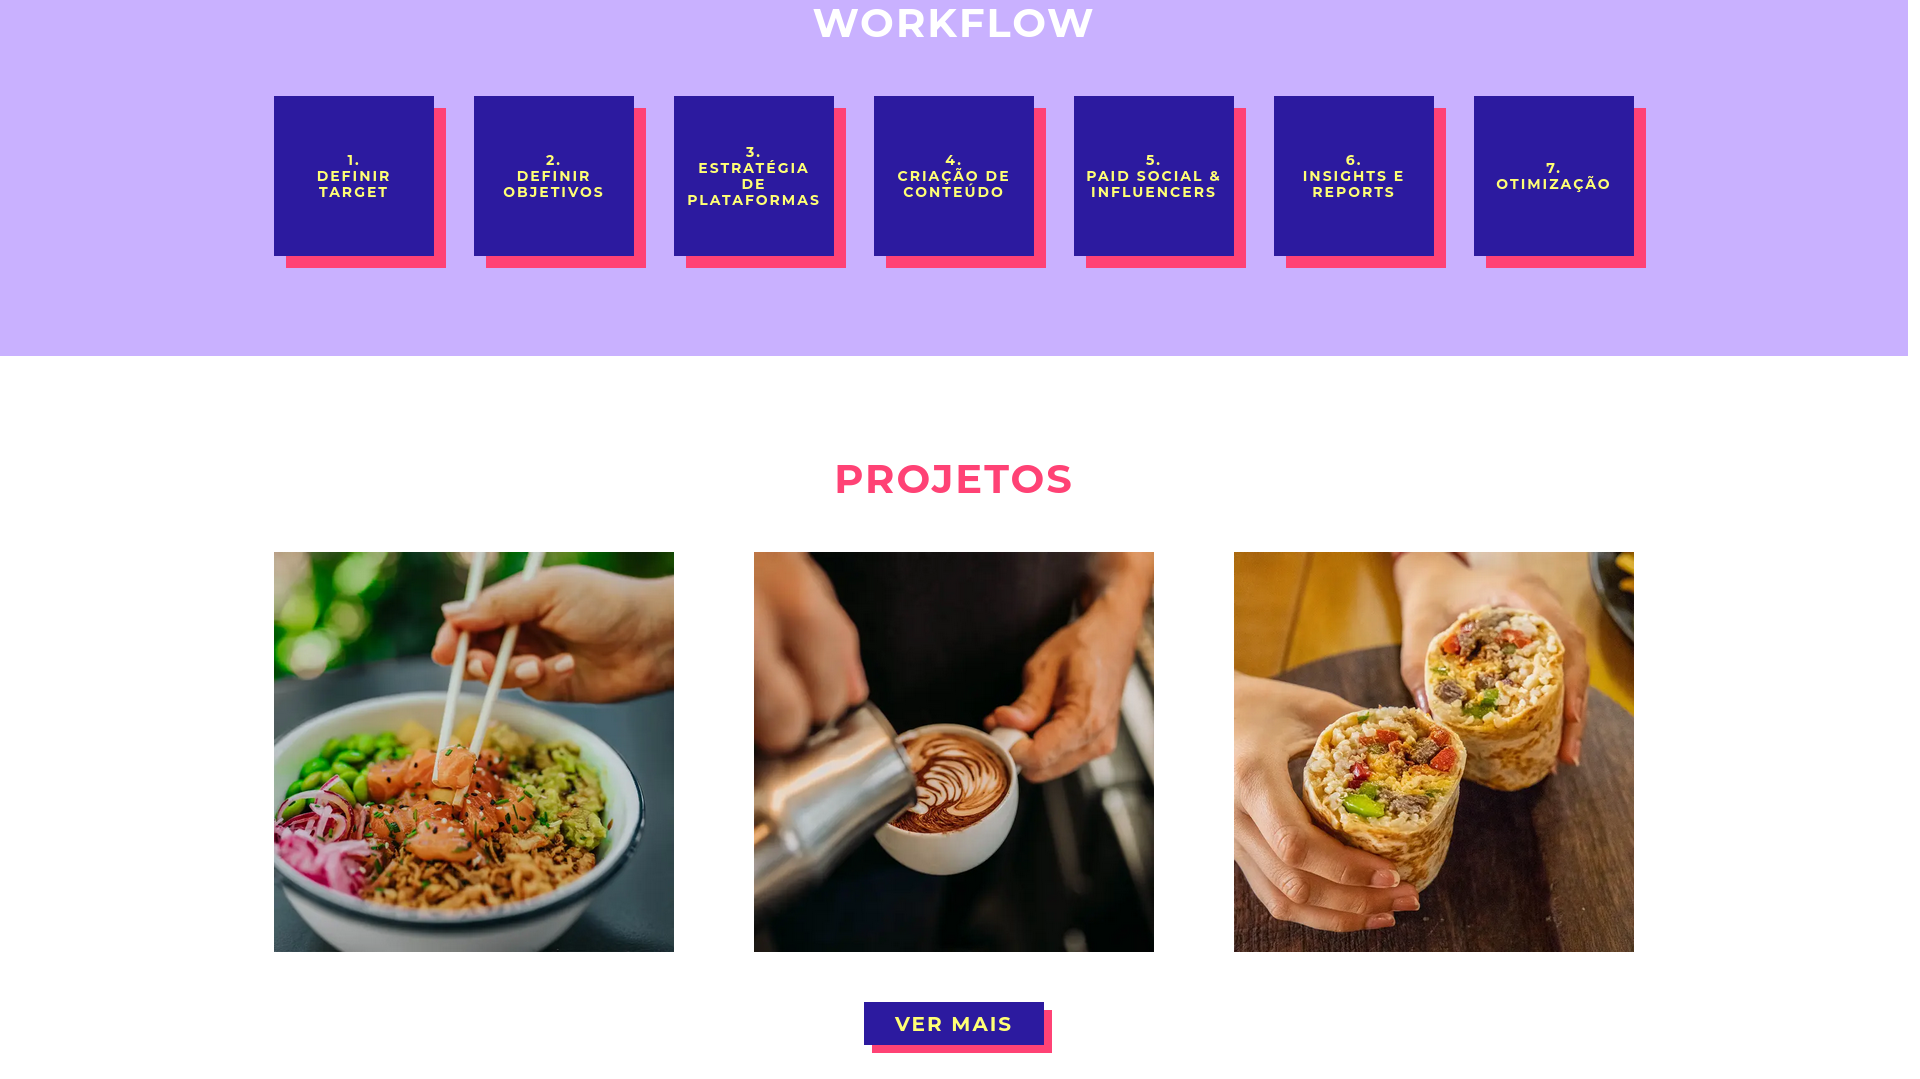 WORKFLOW
1.
DEFINIR
TARGET
2.
DEFINIR
OBJETIVOS
3.
ESTRATÉGIA
DE
PLATAFORMAS
4.
CRIAÇÃO DE
CONTEÚDO
5.
PAID SOCIAL &
INFLUENCERS
6.
INSIGHTS E
REPORTS
7.
OTIMIZAÇÃO
PROJETOS
VER MAIS